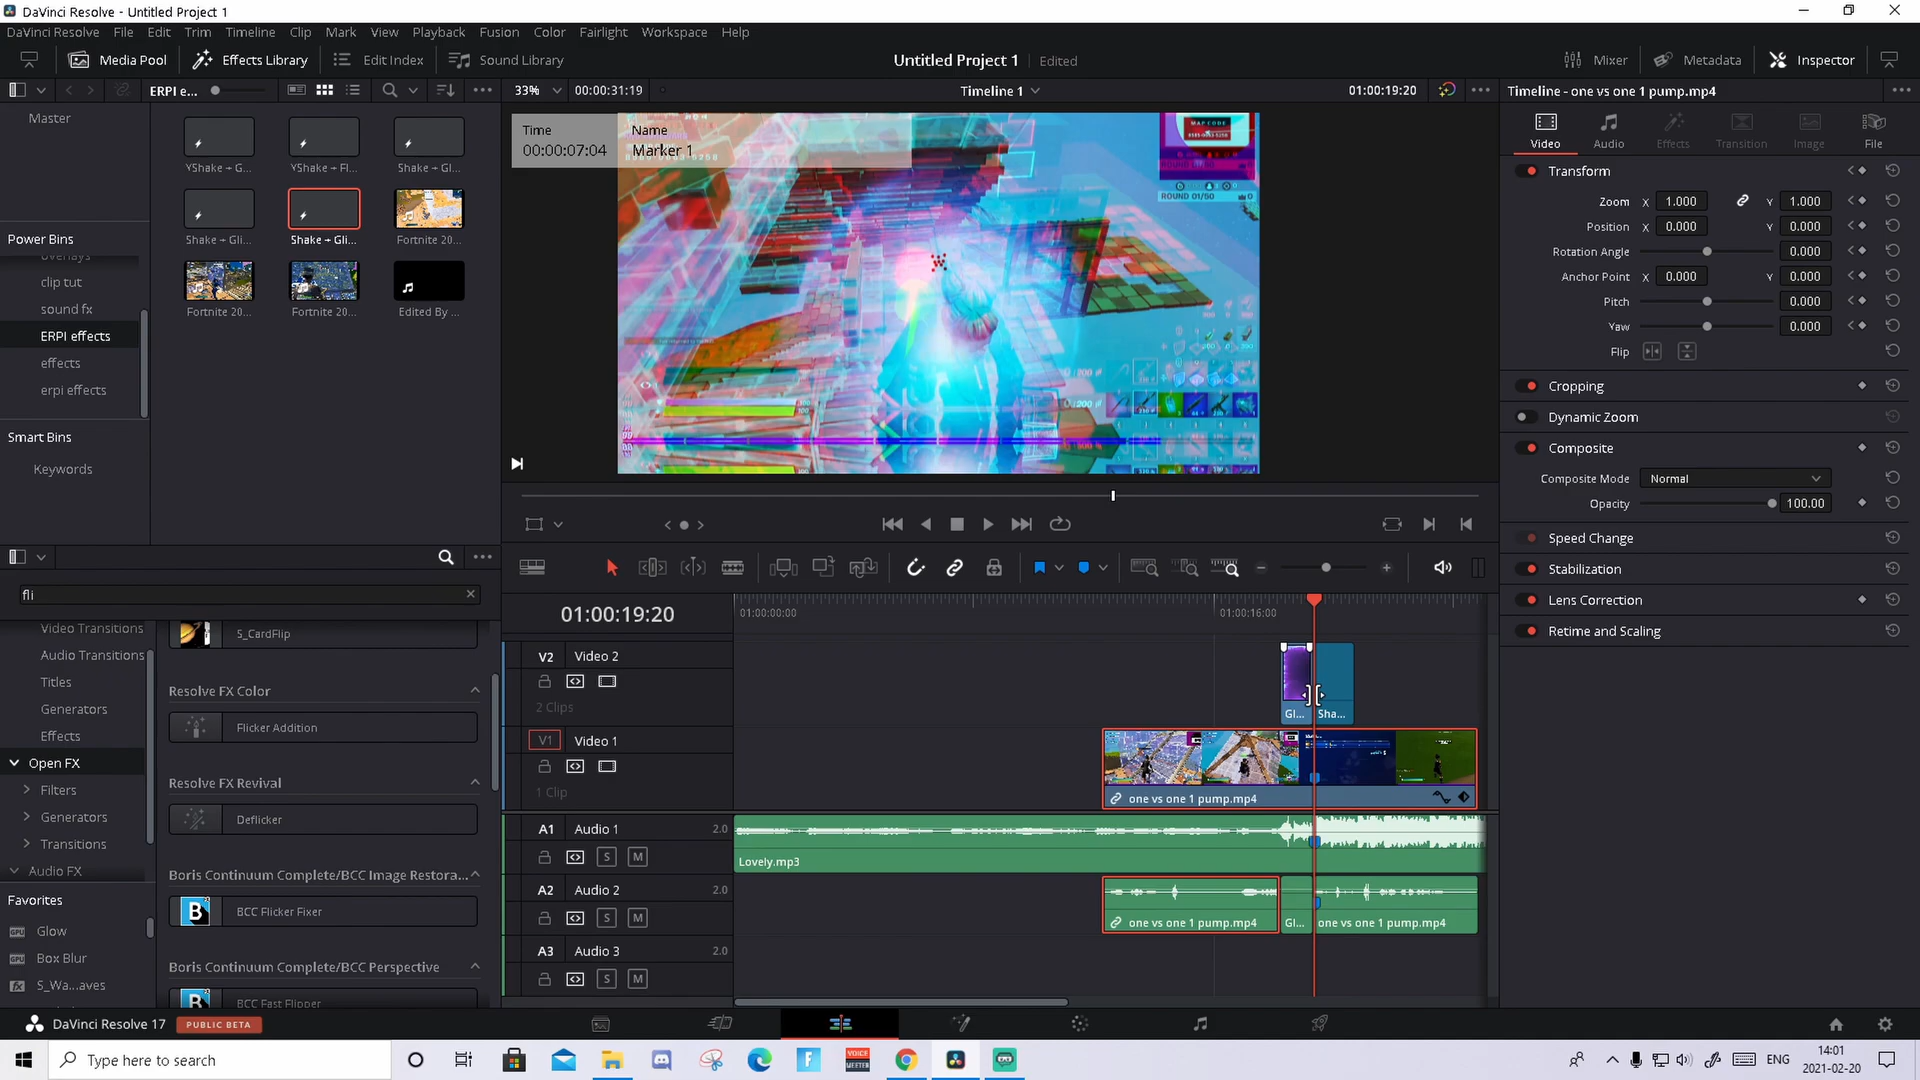 DaVinci Resolve - Untitled Project 1
DaVinci Resolve File Edit Trim Timeline Clip Mark View Playback Fusion Color Fairlight Workspace Help
Media Pool Effects Library Edit Index Sound Library Untitled Project 1 Edited Mixer Metadata Inspector
ERPI e... 33% 00:00:31:19 Timeline 1 01:00:19:20 Timeline - one vs one 1 pump.mp4
Master
YShake + G... YShake + Fl... Shake + Gl...
Shake + Gli... Shake + Gli... Fortnite 20...
Fortnite 20... Fortnite 20... Edited By ...
Power Bins
overlays
clip tut
sound fx
ERPI effects
effects
erpi effects
Smart Bins
Keywords
Time Name
00:00:07:04 Marker 1
MAP CODE
ROUND 01/50
Video Audio Effects Transition Image File
Transform
Zoom X 1.000 Y 1.000
Position X 0.000 Y 0.000
Rotation Angle 0.000
Anchor Point X 0.000 Y 0.000
Pitch 0.000
Yaw 0.000
Flip
Cropping
Dynamic Zoom
Composite
Composite Mode Normal
Opacity 100.00
Speed Change
Stabilization
Lens Correction
Retime and Scaling
fli
Video Transitions
Audio Transitions
Titles
Generators
Effects
Open FX
Filters
Generators
Transitions
Audio FX
Favorites
Glow
Box Blur
S_Wa...aves
S_CardFlip
Resolve FX Color
Flicker Addition
Resolve FX Revival
Deflicker
Boris Continuum Complete/BCC Image Restora...
BCC Flicker Fixer
Boris Continuum Complete/BCC Perspective
BCC Fast Flipper
01:00:19:20 01:00:00:00 01:00:16:00
V2 Video 2
2 Clips
Gl... Sha...
V1 Video 1
1 Clip
one vs one 1 pump.mp4
A1 Audio 1 2.0
S M
Lovely.mp3
A2 Audio 2 2.0
S M
one vs one 1 pump.mp4 Gl... one vs one 1 pump.mp4
A3 Audio 3 2.0
S M
DaVinci Resolve 17 PUBLIC BETA
Type here to search
VOICE
MEETER
ENG
14:01
2021-02-20